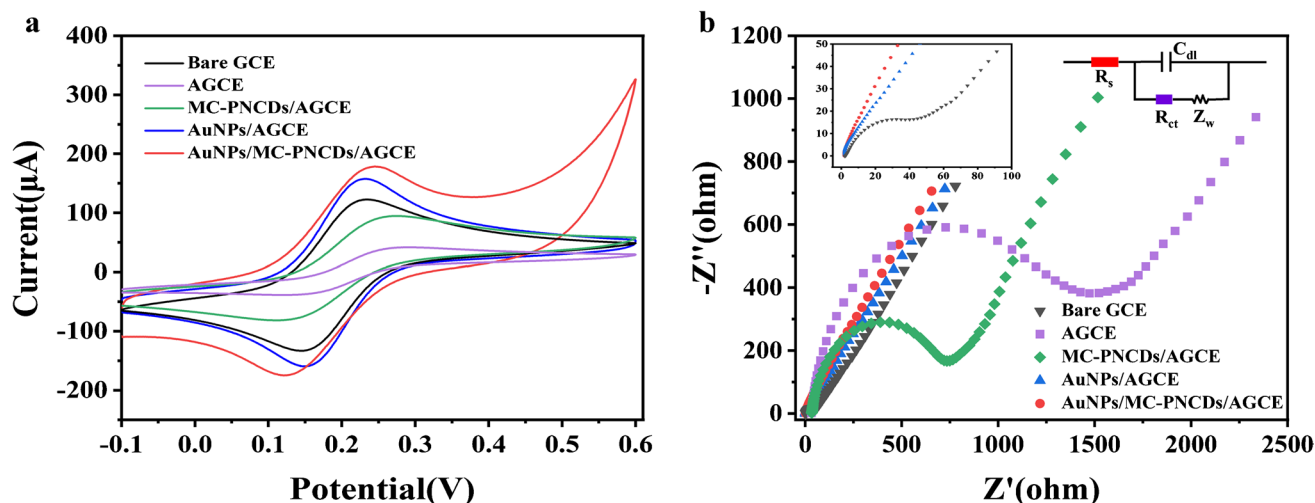 a
Current(μA)
400
300
200
100
0
-100
-200
Bare GCE
AGCE
MC-PNCDs/AGCE
AuNPs/AGCE
AuNPs/MC-PNCDs/AGCE
-0.1
0.0
0.1
0.2
0.3
0.4
0.5
0.6
Potential(V)
b
-Z''(ohm)
1200
1000
800
600
400
200
0
50
40
30
20
10
0
0
20
40
60
80
100
Cdl
Rs
Rct
Zw
Bare GCE
AGCE
MC-PNCDs/AGCE
AuNPs/AGCE
AuNPs/MC-PNCDs/AGCE
0
500
1000
1500
2000
2500
Z'(ohm)